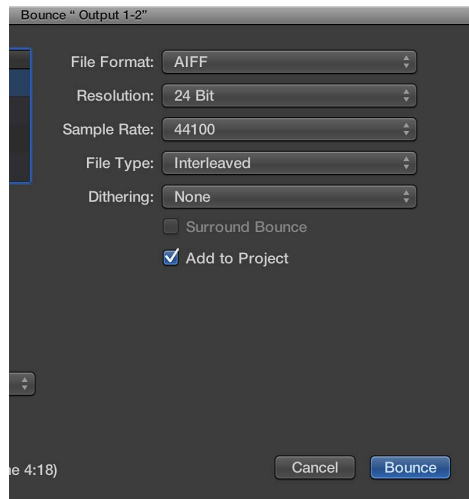 Bounce “ Output 1-2”
File Format: AIFF
Resolution: 24 Bit
Sample Rate: 44100
File Type: Interleaved
Dithering: None
Surround Bounce
Add to Project
4:18)
Cancel Bounce